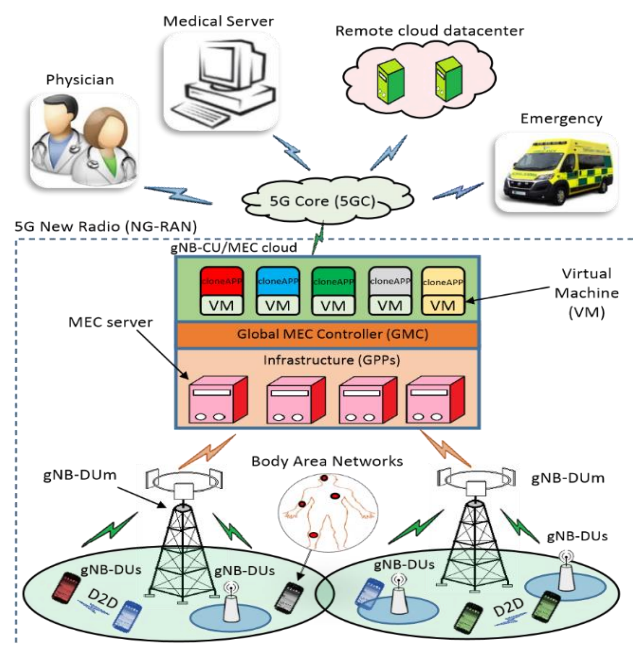 Medical Server
Remote cloud datacenter
Physician
Emergency
5G Core (5GC)
5G New Radio (NG-RAN)
gNB-CU/MEC cloud
cloneAPP
cloneAPP
cloneAPP
cloneAPP
cloneAPP
VM
VM
VM
VM
VM
Virtual
Machine
(VM)
MEC server
Global MEC Controller (GMC)
Infrastructure (GPPs)
gNB-DUm
Body Area Networks
gNB-DUm
gNB-DUs
gNB-DUs
gNB-DUs
gNB-DUs
D2D
D2D